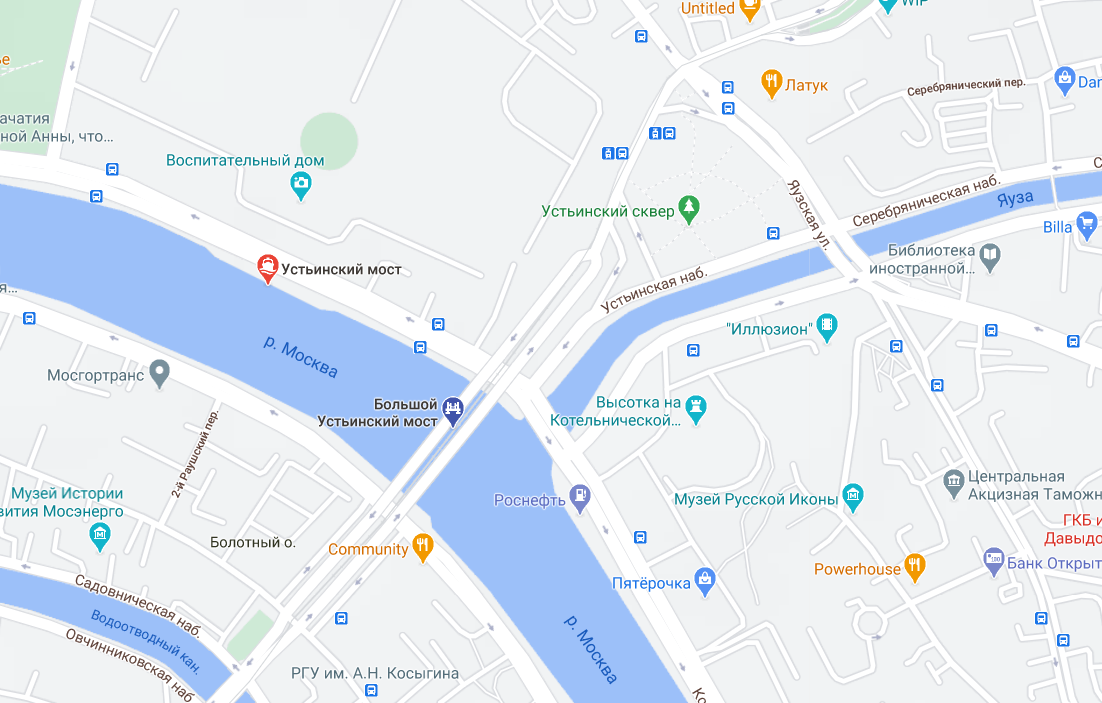 Untitled
WIP
Латук
Серебрянический пер.
ачатия
ной Анны, что...
Воспитательный дом
Устьинский сквер
Яузская ул.
Серебряническая наб.
Яуза
Billa
Библиотека
иностранной...
Устьинский мост
Устьинская наб.
"Иллюзион"
р. Москва
Мосгортранс
Большой
Устьинский мост
Высотка на
Котельнической...
2-й Раушский пер.
Музей Истории
вития Мосэнерго
Роснефть
Музей Русской Иконы
Центральная
Акцизная Таможн
ГКБ и
Давыдо
Болотный о.
Community
Powerhouse
Банк Открыт
Пятёрочка
Садовническая наб.
Водоотводный кан.
Овчинниковская наб
р. Москва
РГУ им. А.Н. Косыгина